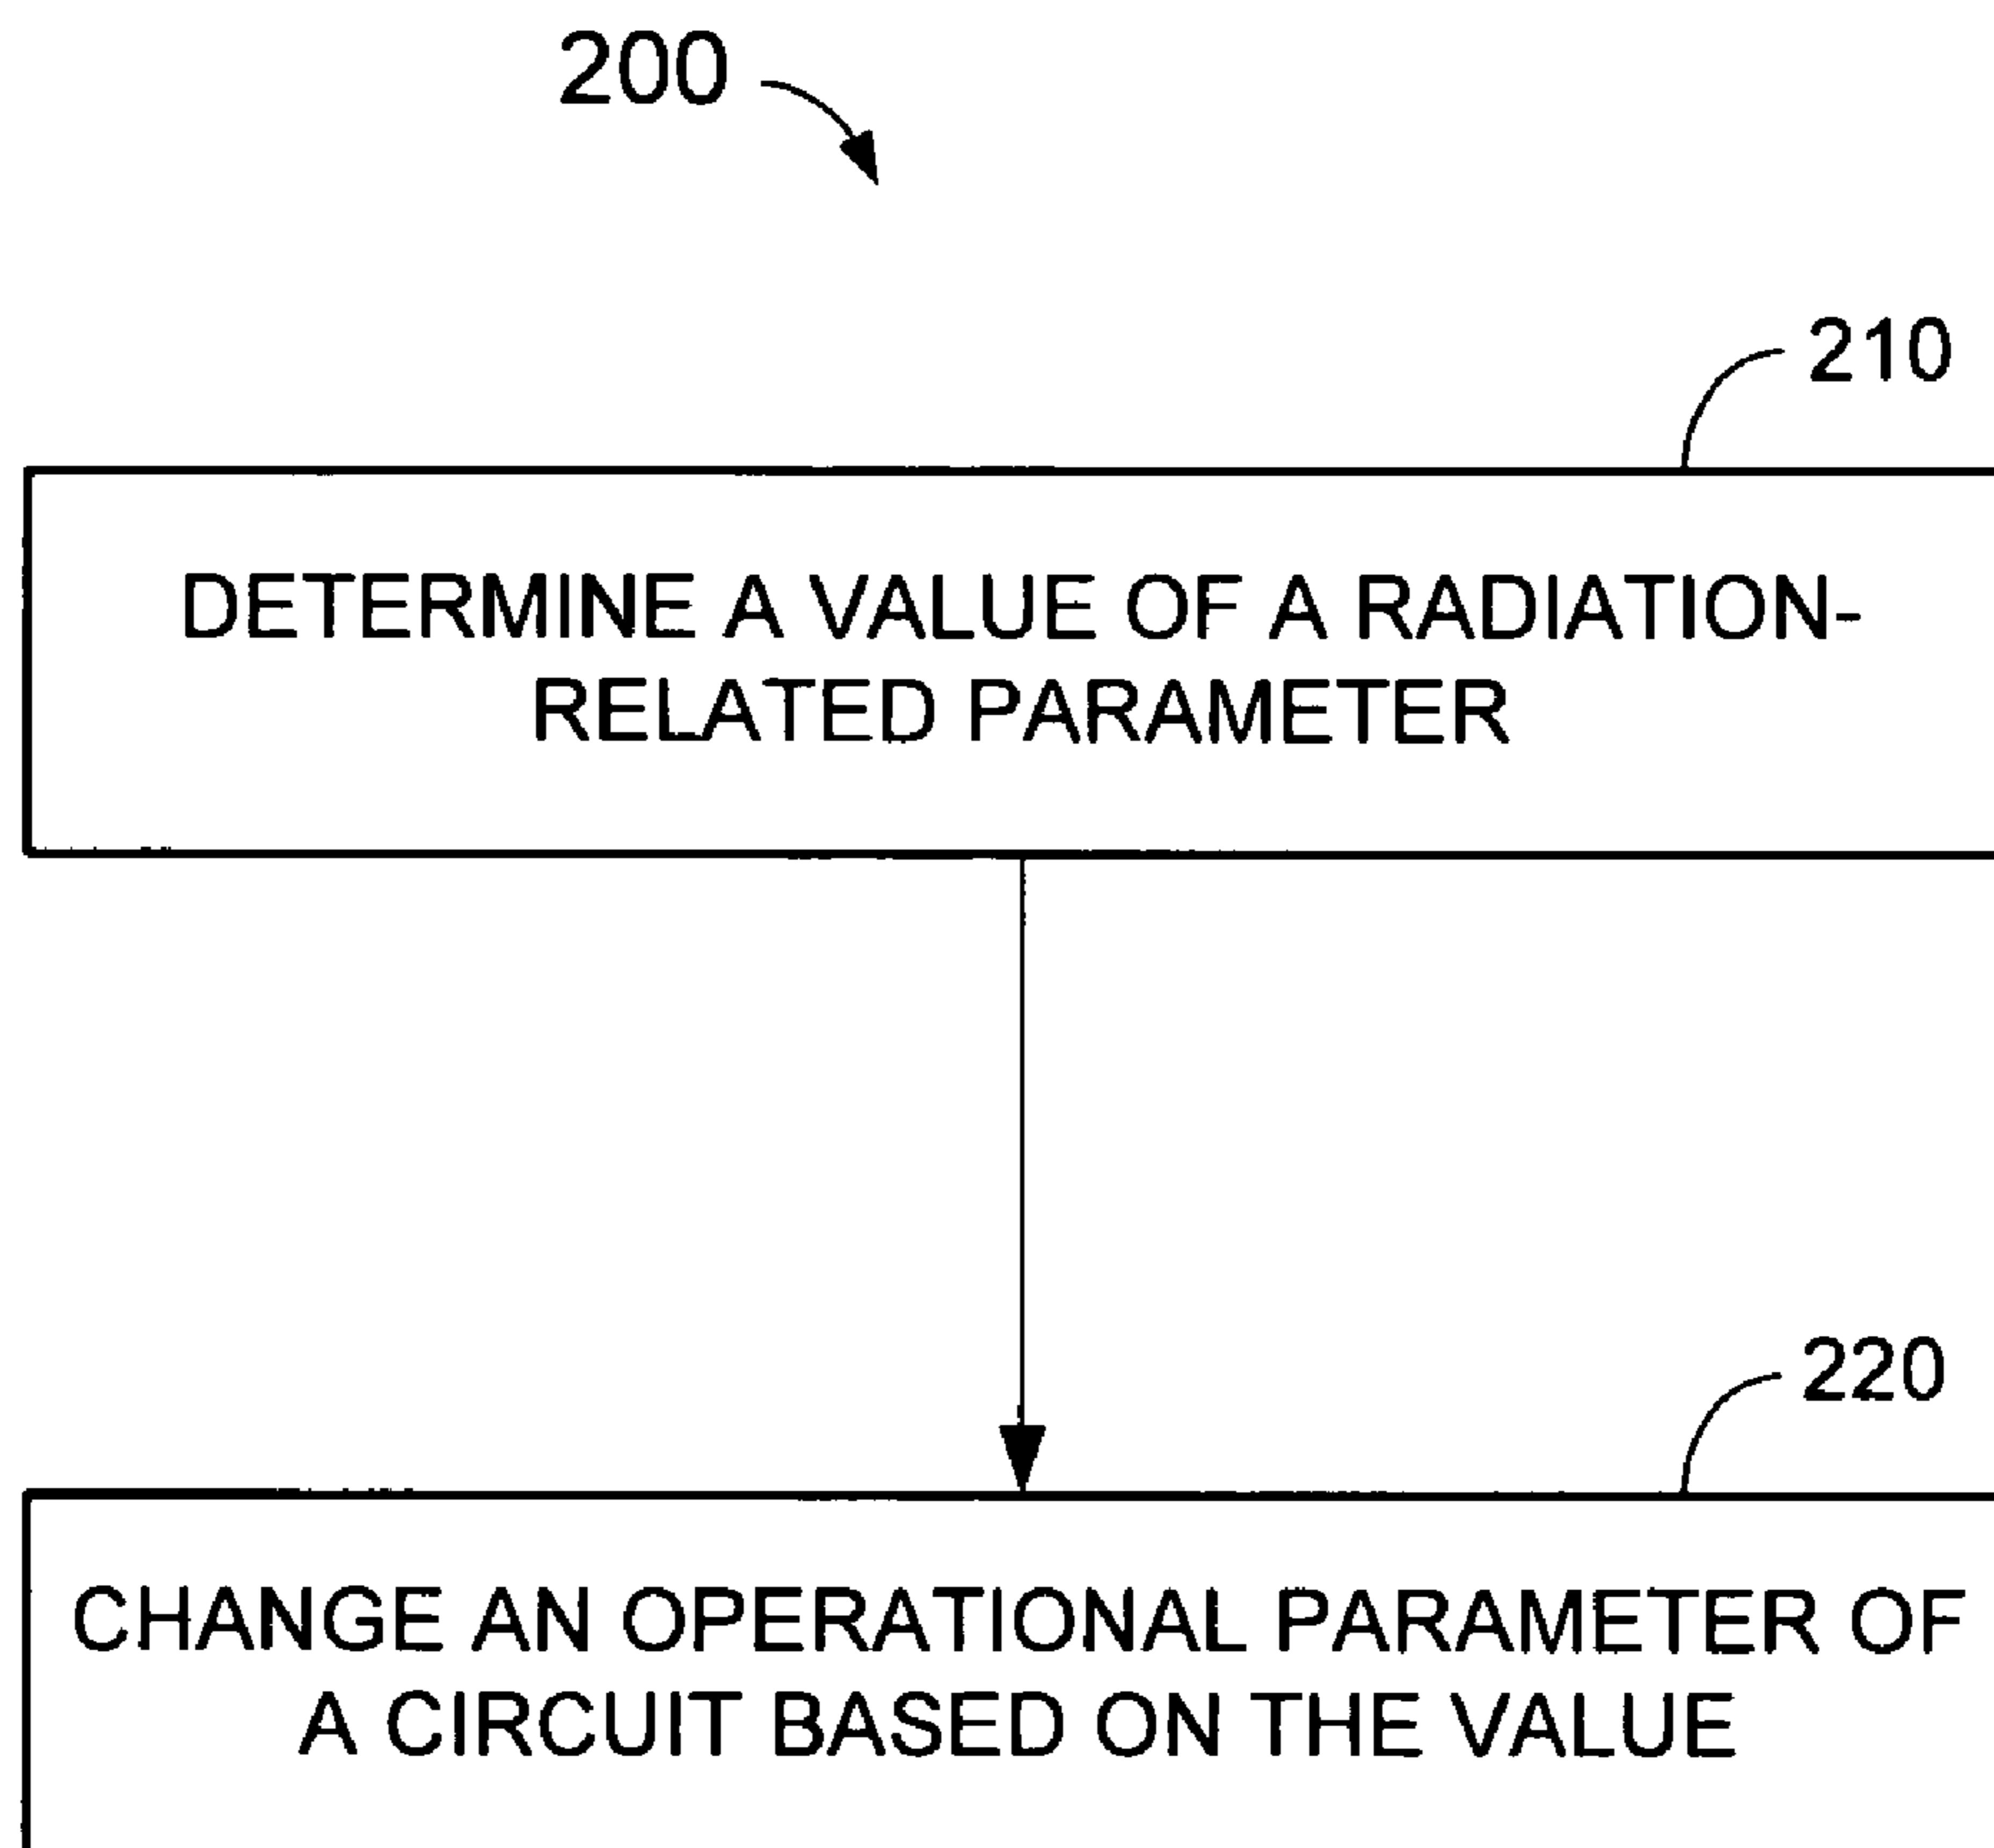 200
210
DETERMINE A VALUE OF A RADIATION-
RELATED PARAMETER
220
CHANGE AN OPERATIONAL PARAMETER OF
A CIRCUIT BASED ON THE VALUE